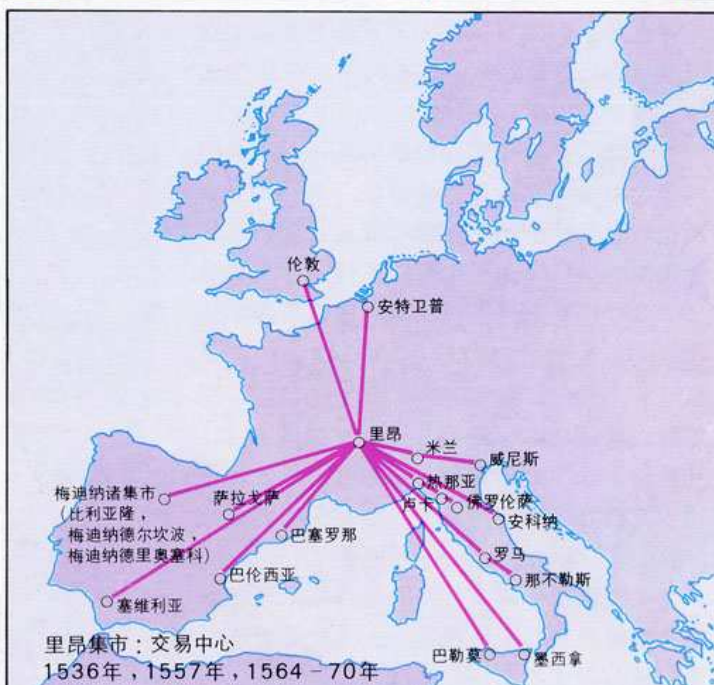 伦敦
安特卫普
里昂
米兰
威尼斯
热那亚
卢卡
佛罗伦萨
安科纳
罗马
那不勒斯
巴勒莫
墨西拿
梅迪纳诸集市
（比利亚隆，
梅迪纳德尔坎波，
梅迪纳德里奥塞科）
萨拉戈萨
巴塞罗那
巴伦西亚
塞维利亚
里昂集市：交易中心
1536年，1557年，1564－70年